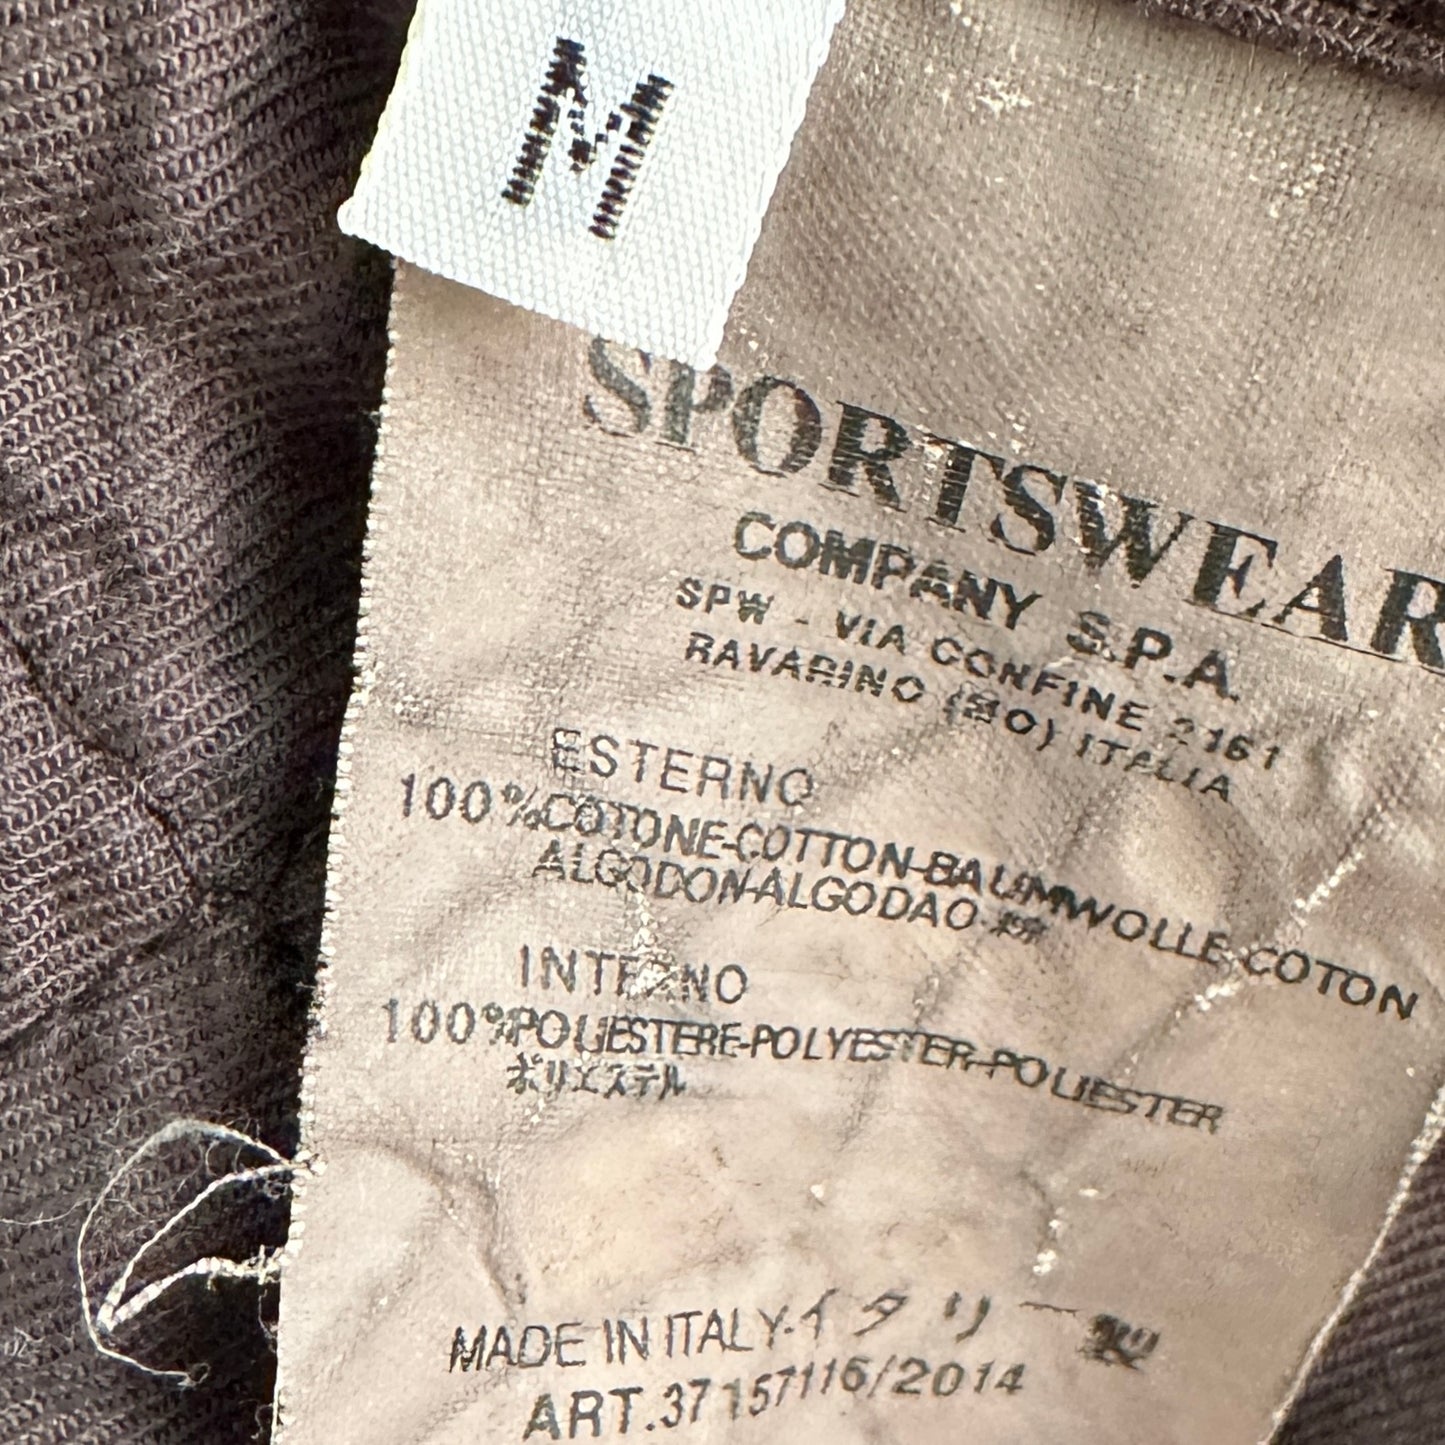 M
SPORTSWEAR
COMPANY S.P.A.
SPW - VIA CONFINE 2161
RAVARINO (MO) ITALIA
ESTERNO
100%COTONE-COTTON-BAUMWOLLE-COTON
ALGODON-ALGODAO-綿
INTERNO
100%POLIESTERE-POLYESTER-POLIESTER
ポリエステル
MADE IN ITALY-イタリー製
ART.37157116/2014